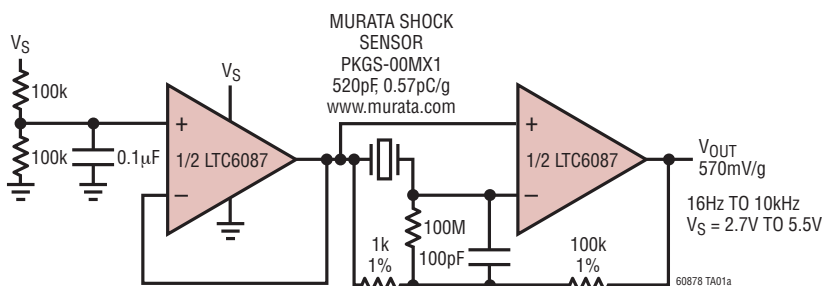 MURATA SHOCK
SENSOR
PKGS-00MX1
520pF, 0.57pC/g
www.murata.com
VS
100k
100k
0.1µF
VS
+
1/2 LTC6087
–
+
1/2 LTC6087
–
100M
100pF
1k
1%
100k
1%
VOUT
570mV/g
16Hz TO 10kHz
VS = 2.7V TO 5.5V
60878 TA01a